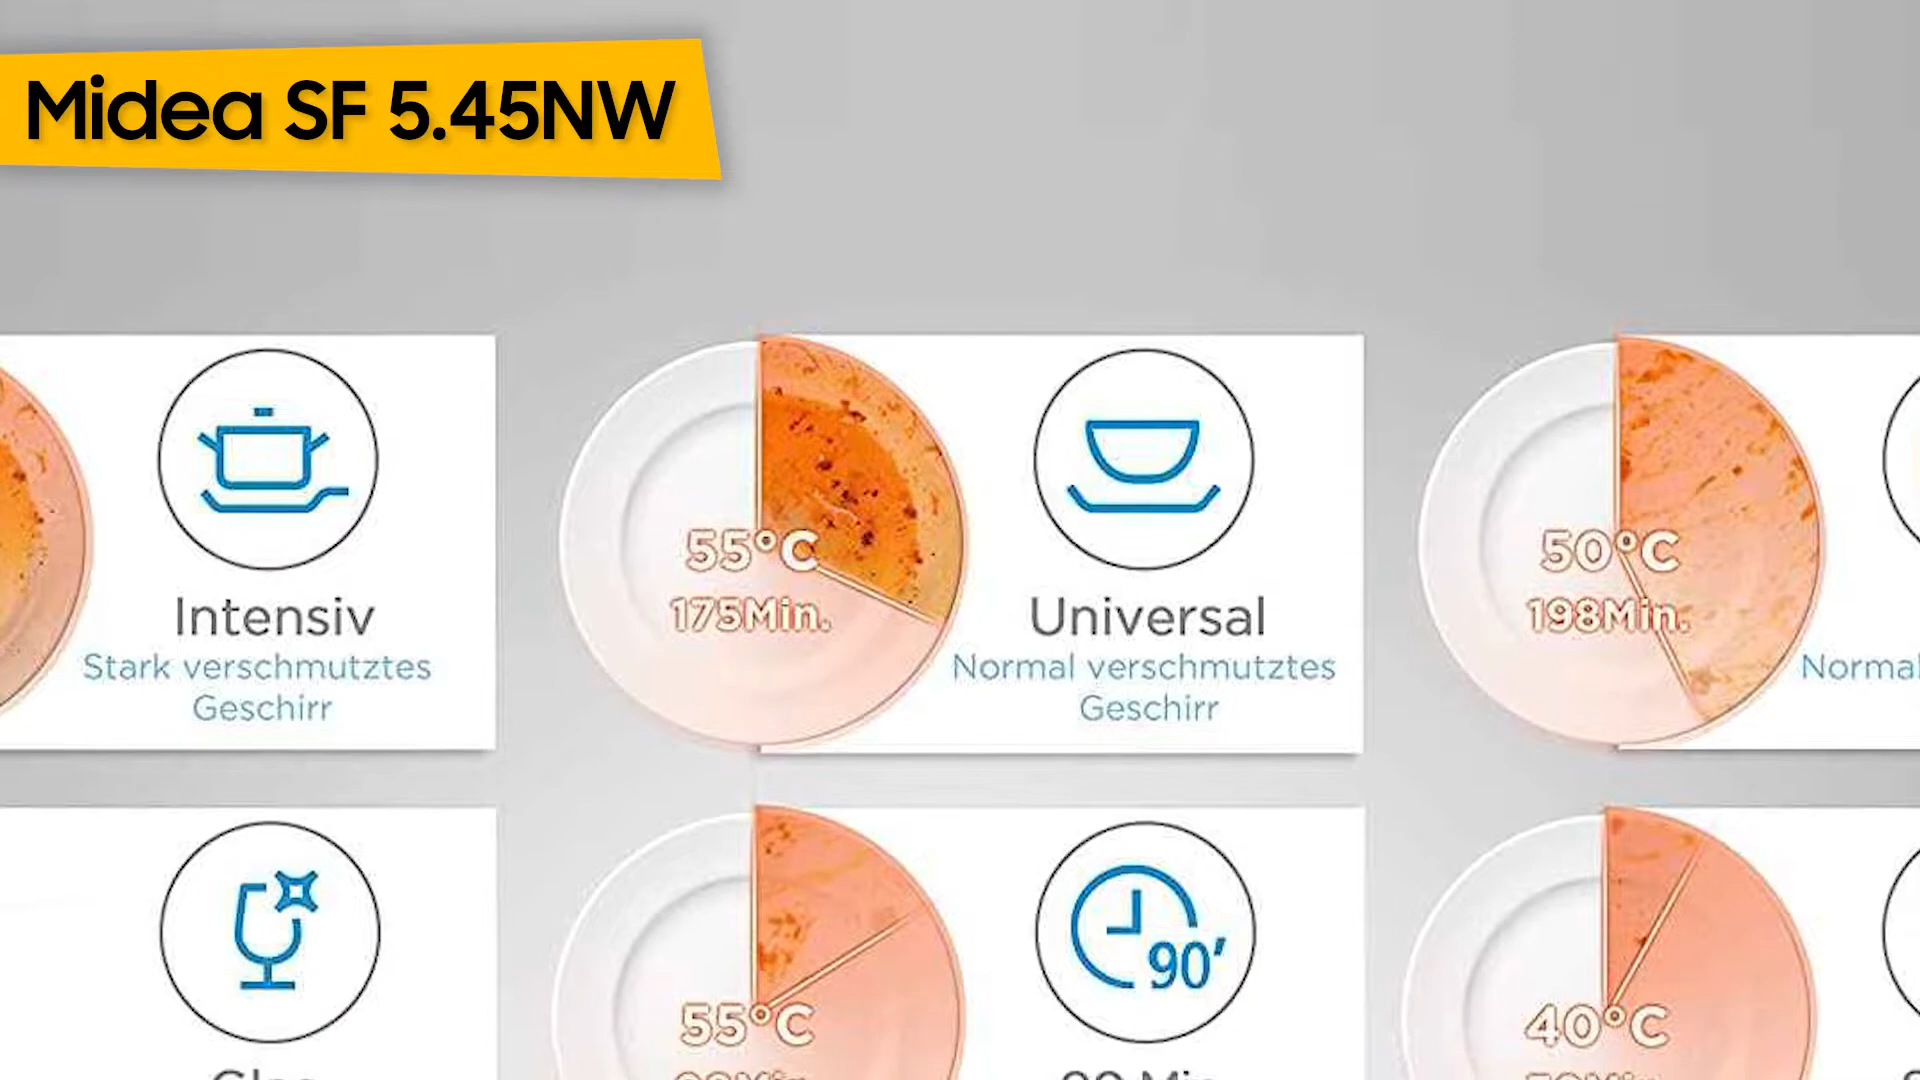 Midea SF 5.45NW
Intensiv
Stark verschmutztes
Geschirr
55°C
175Min.
Universal
Normal verschmutztes
Geschirr
50°C
198Min.
Normal
55°C
90'
40°C